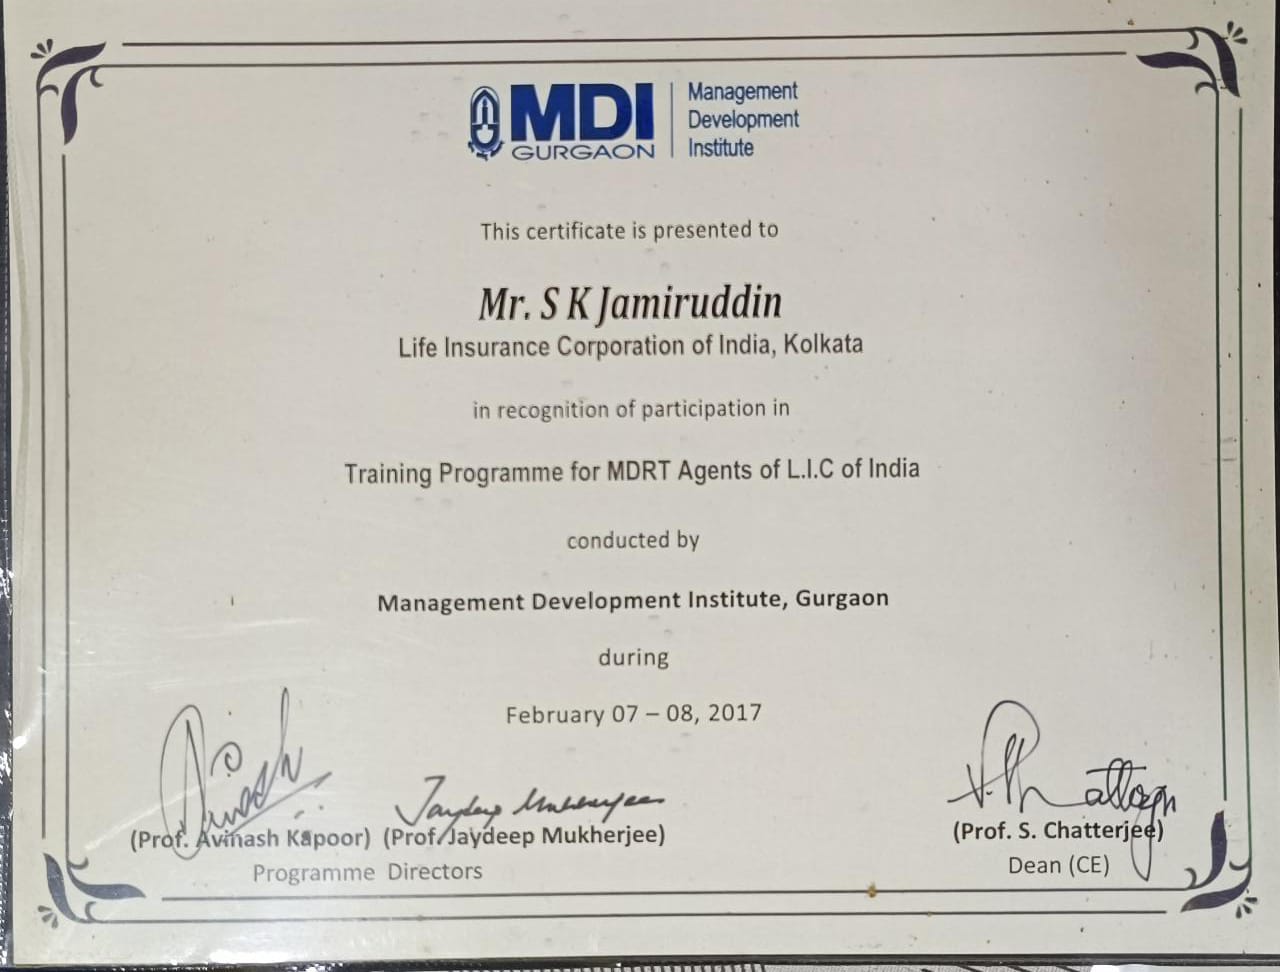 MDI
GURGAON
Management
Development
Institute
This certificate is presented to
Mr. S K Jamiruddin
Life Insurance Corporation of India, Kolkata
in recognition of participation in
Training Programme for MDRT Agents of L.I.C of India
conducted by
Management Development Institute, Gurgaon
during
February 07 – 08, 2017
Jaydeep Mukherjee
(Prof. Avinash Kapoor) (Prof. Jaydeep Mukherjee)
Programme Directors
(Prof. S. Chatterjee)
Dean (CE)